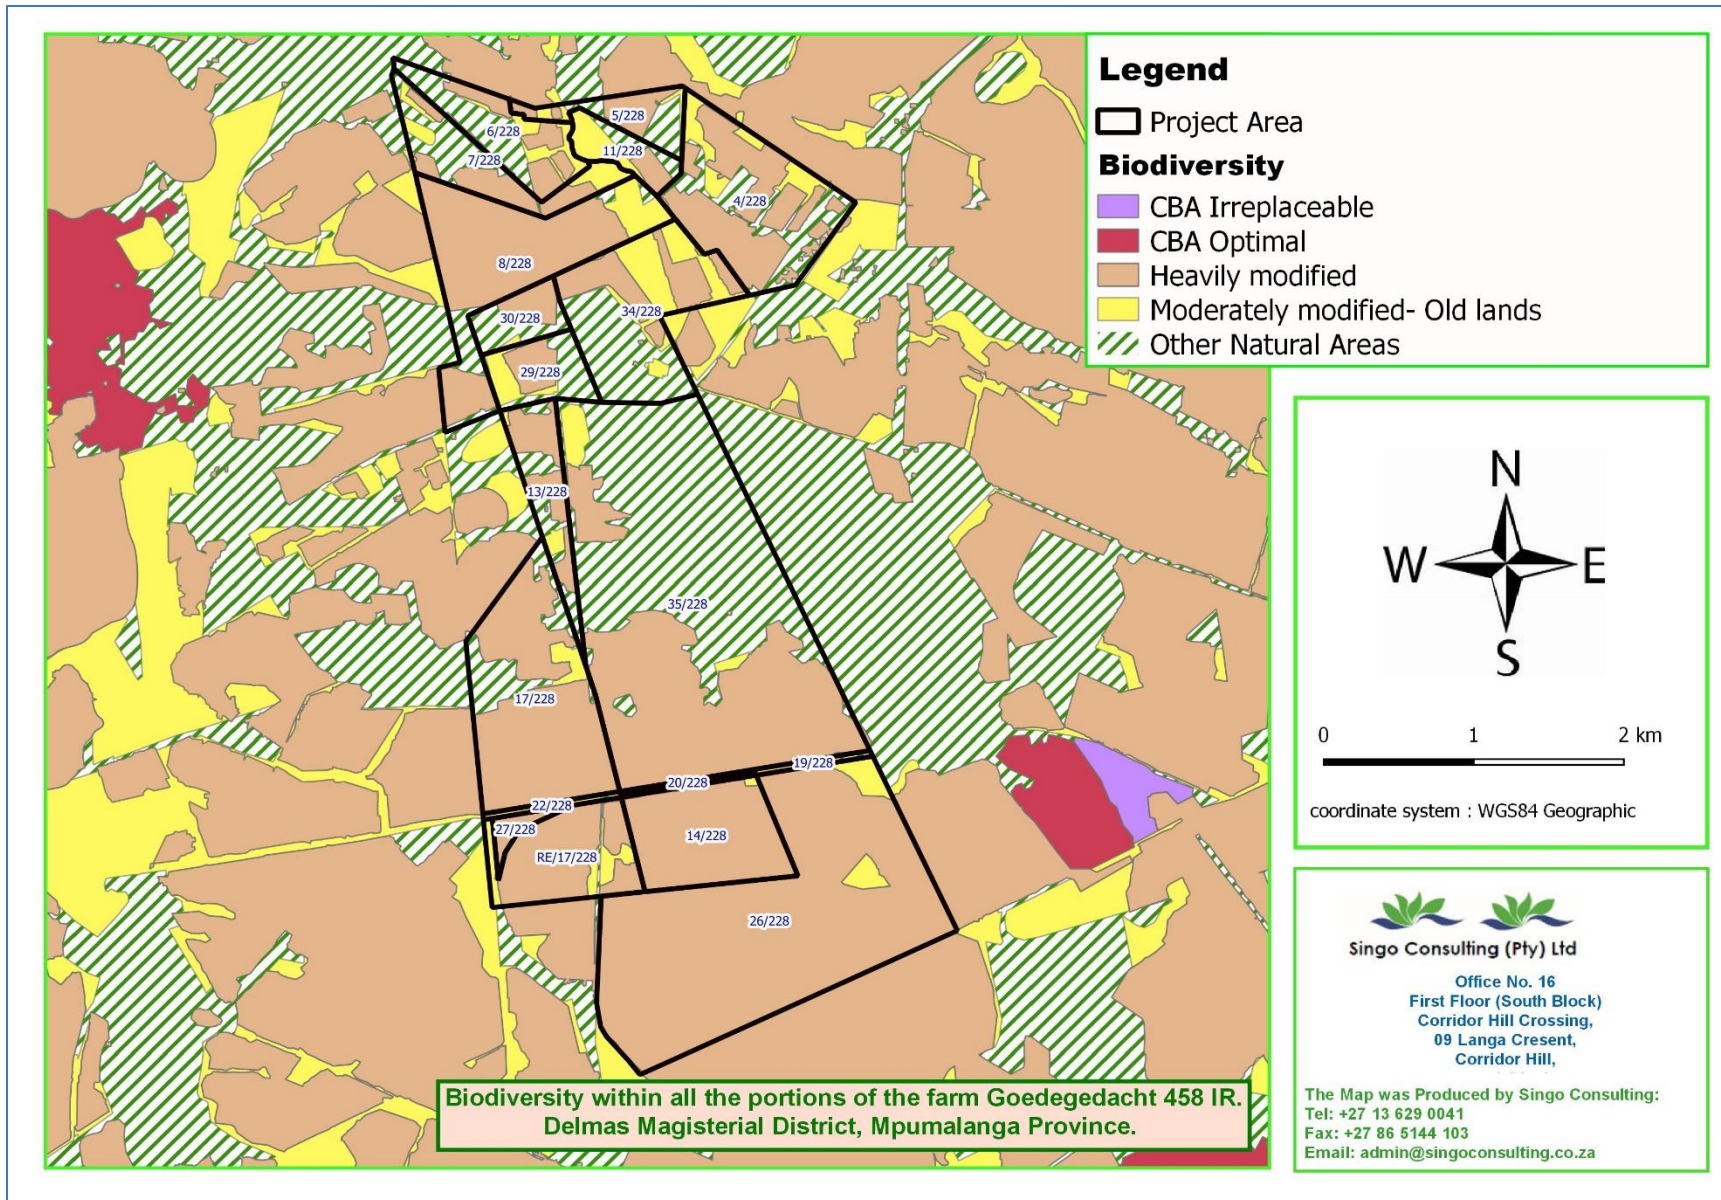 Legend
Project Area
Biodiversity
CBA Irreplaceable
CBA Optimal
Heavily modified
Moderately modified- Old lands
Other Natural Areas
5/228
6/228
11/228
7/228
4/228
8/228
34/228
30/228
29/228
13/228
35/228
17/228
19/228
20/228
22/228
27/228
14/228
RE/17/228
26/228
N
W
E
S
0 1 2 km
coordinate system : WGS84 Geographic
Singo Consulting (Pty) Ltd
Office No. 16
First Floor (South Block)
Corridor Hill Crossing,
09 Langa Cresent,
Corridor Hill,
The Map was Produced by Singo Consulting:
Tel: +27 13 629 0041
Fax: +27 86 5144 103
Email: admin@singoconsulting.co.za
Biodiversity within all the portions of the farm Goedegedacht 458 IR.
Delmas Magisterial District, Mpumalanga Province.